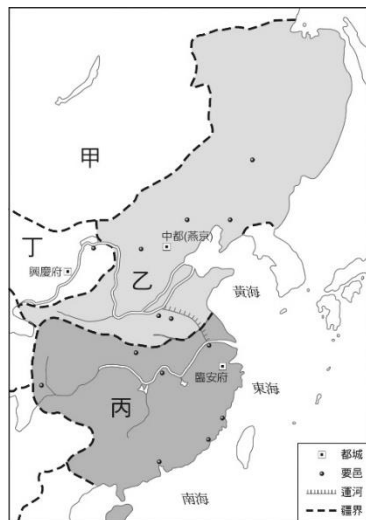 甲
丁
中都(燕京)
興慶府
乙
黃海
臨安府
東海
丙
南海
都城
要邑
運河
疆界